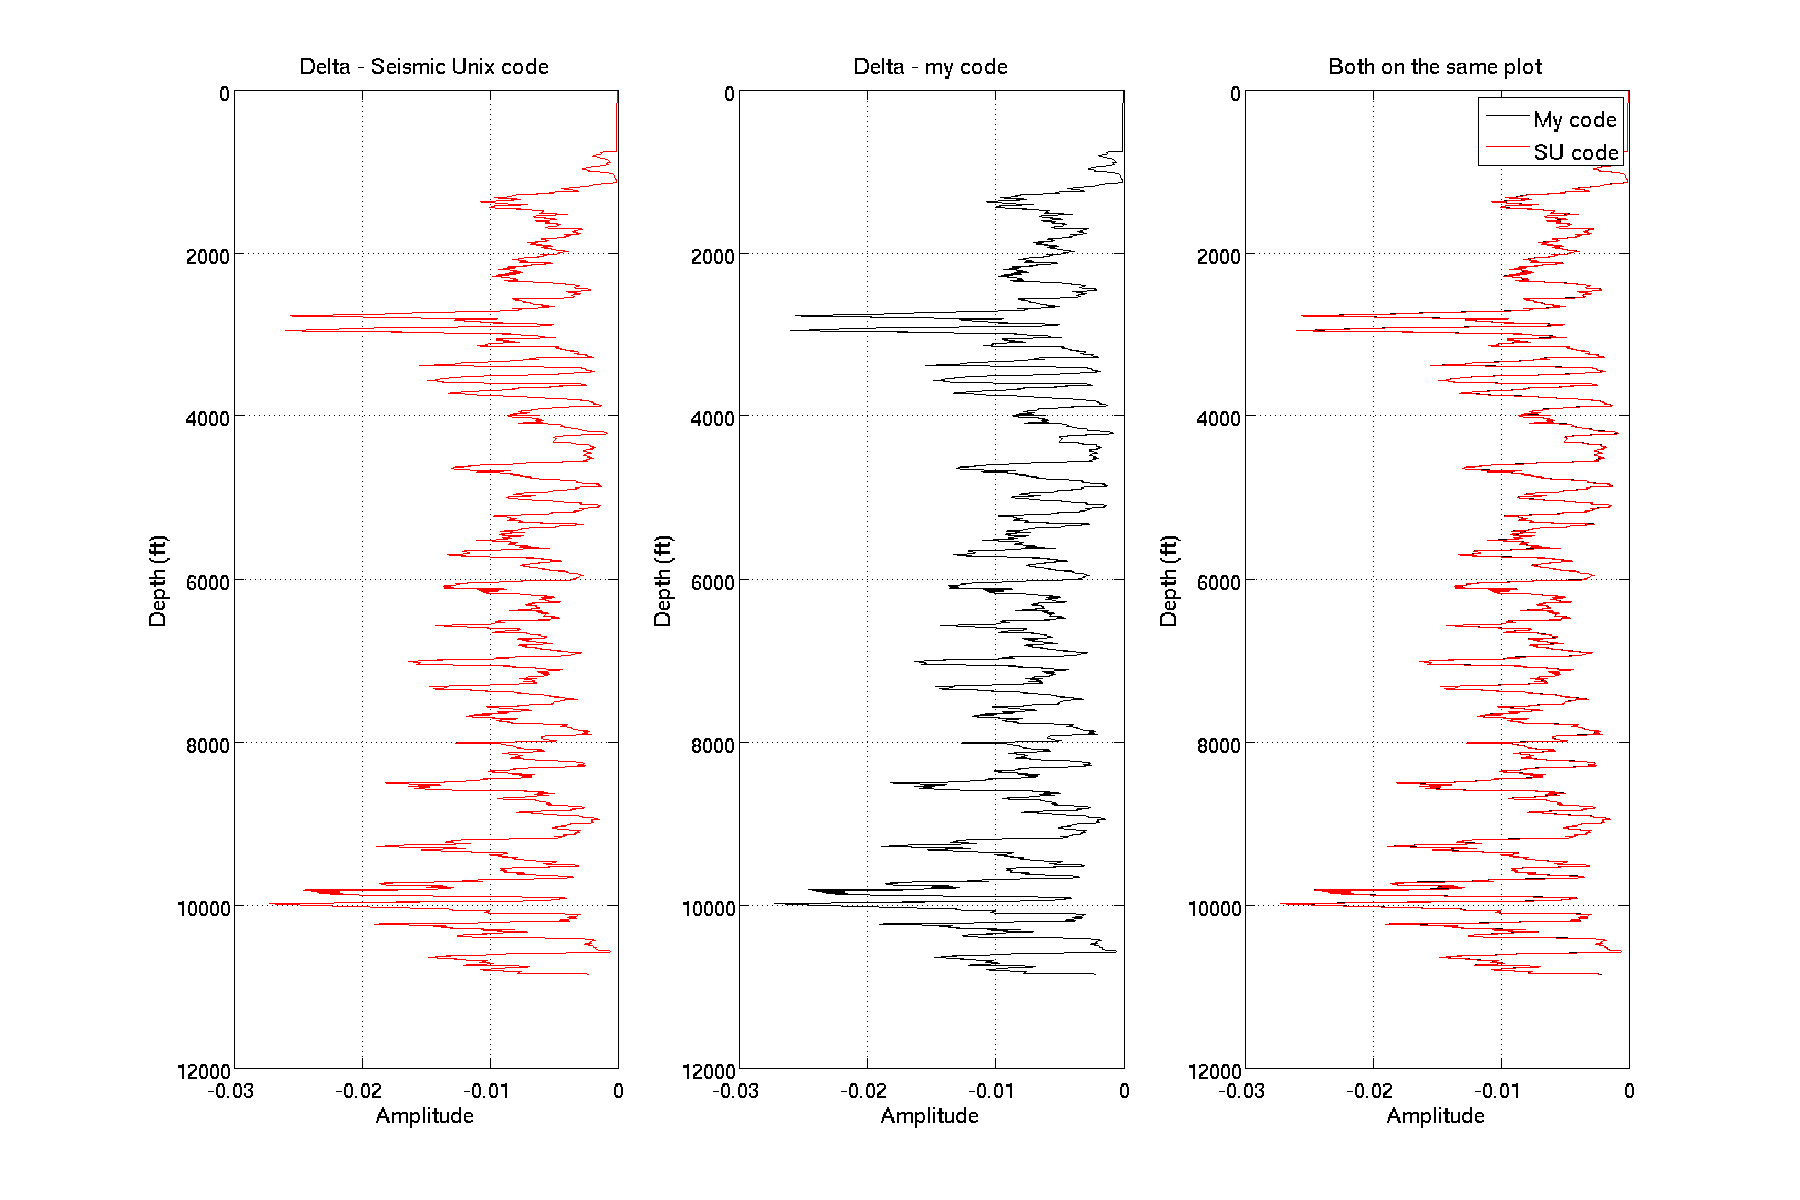 Delta - Seismic Unix code
0
2000
4000
6000
8000
10000
12000
-0.03 -0.02 -0.01 0
Amplitude
Depth (ft)
Delta - my code
0
2000
4000
6000
8000
10000
12000
-0.03 -0.02 -0.01 0
Amplitude
Depth (ft)
Both on the same plot
My code
SU code
0
2000
4000
6000
8000
10000
12000
-0.03 -0.02 -0.01 0
Amplitude
Depth (ft)